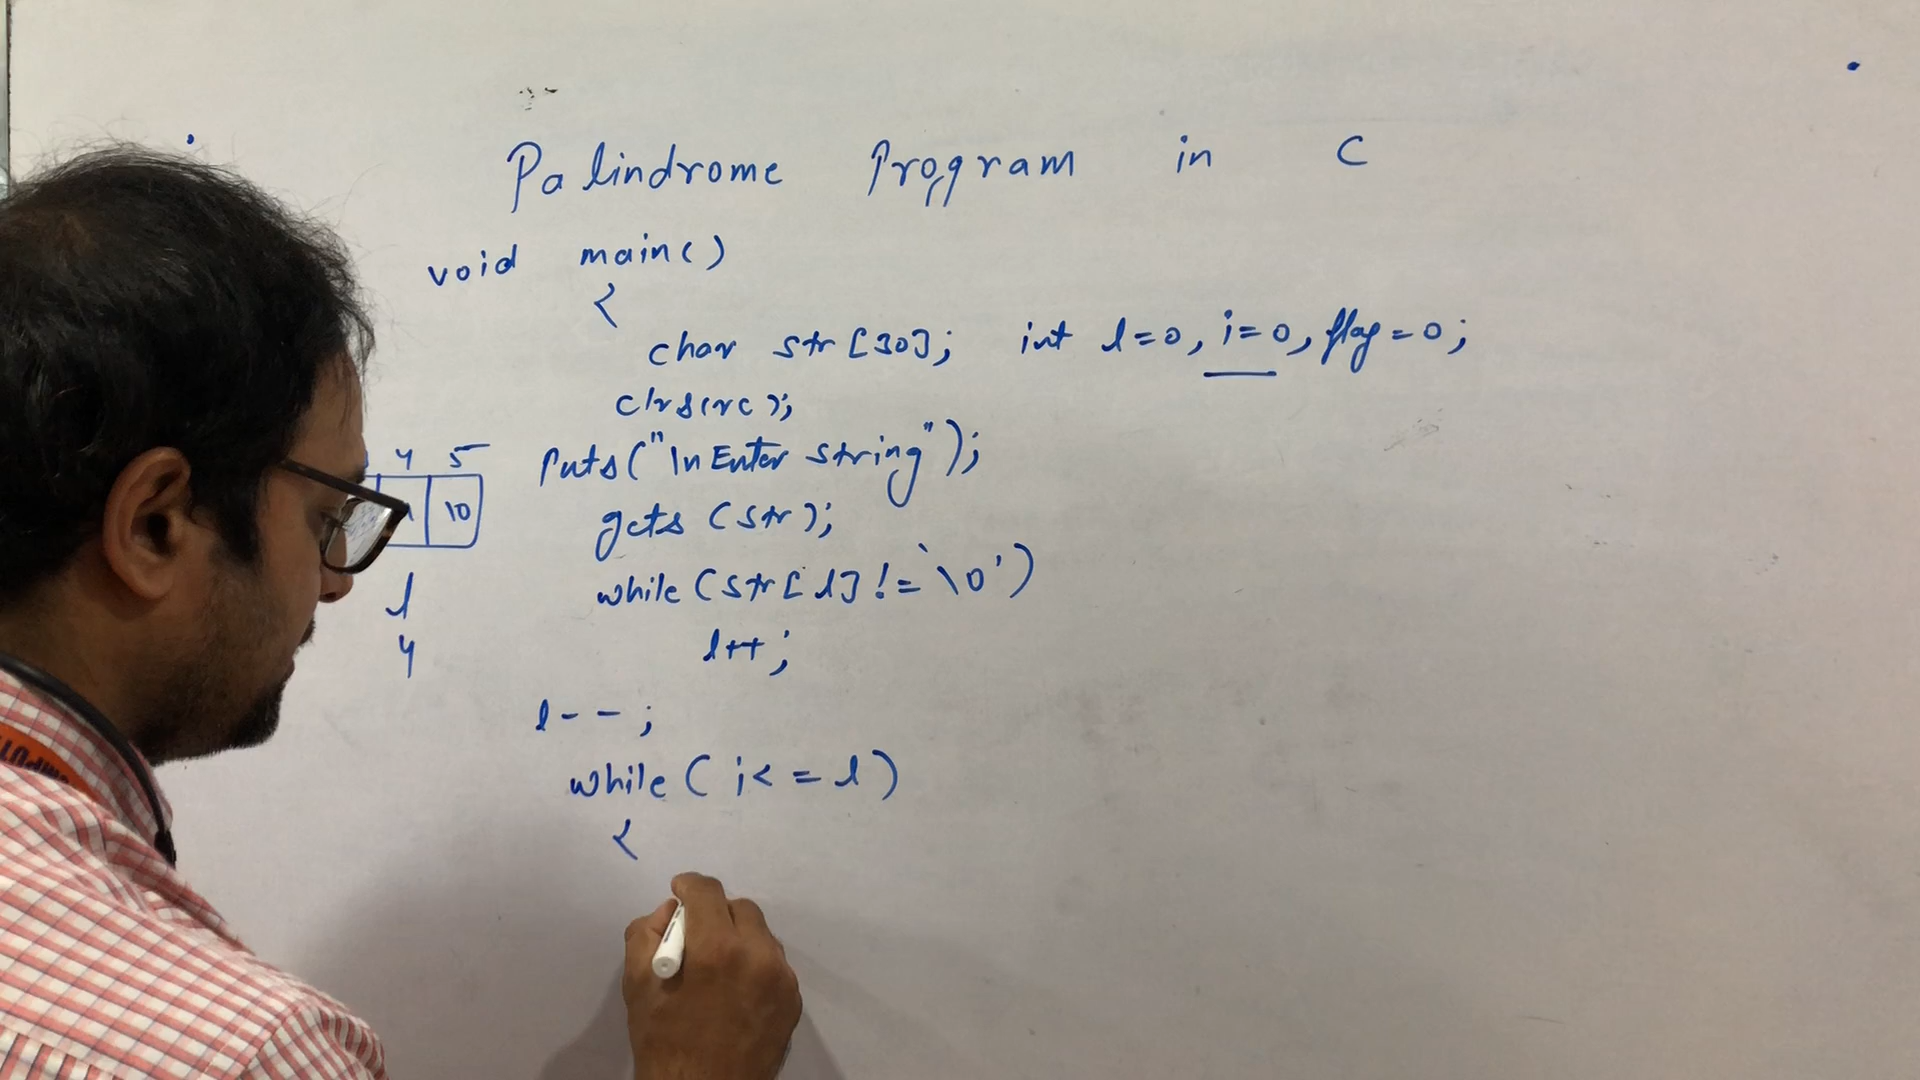 Palindrome Program in C
void main()
{
char str[30]; int l=0, i=0, flag=0;
clrscr();
puts("\nEnter string");
4 5
\0
gets(str);
while(str[l]!='\0')
l
l++;
4
l--;
while(i<=l)
{